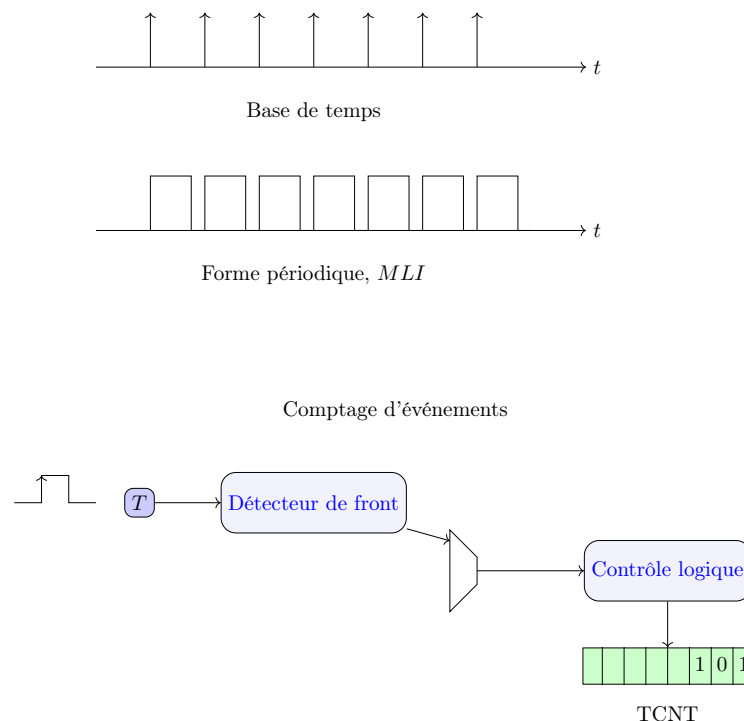 t
Base de temps
t
Forme périodique, MLI
Comptage d'événements
T
Détecteur de front
Contrôle logique
1 0 1
TCNT